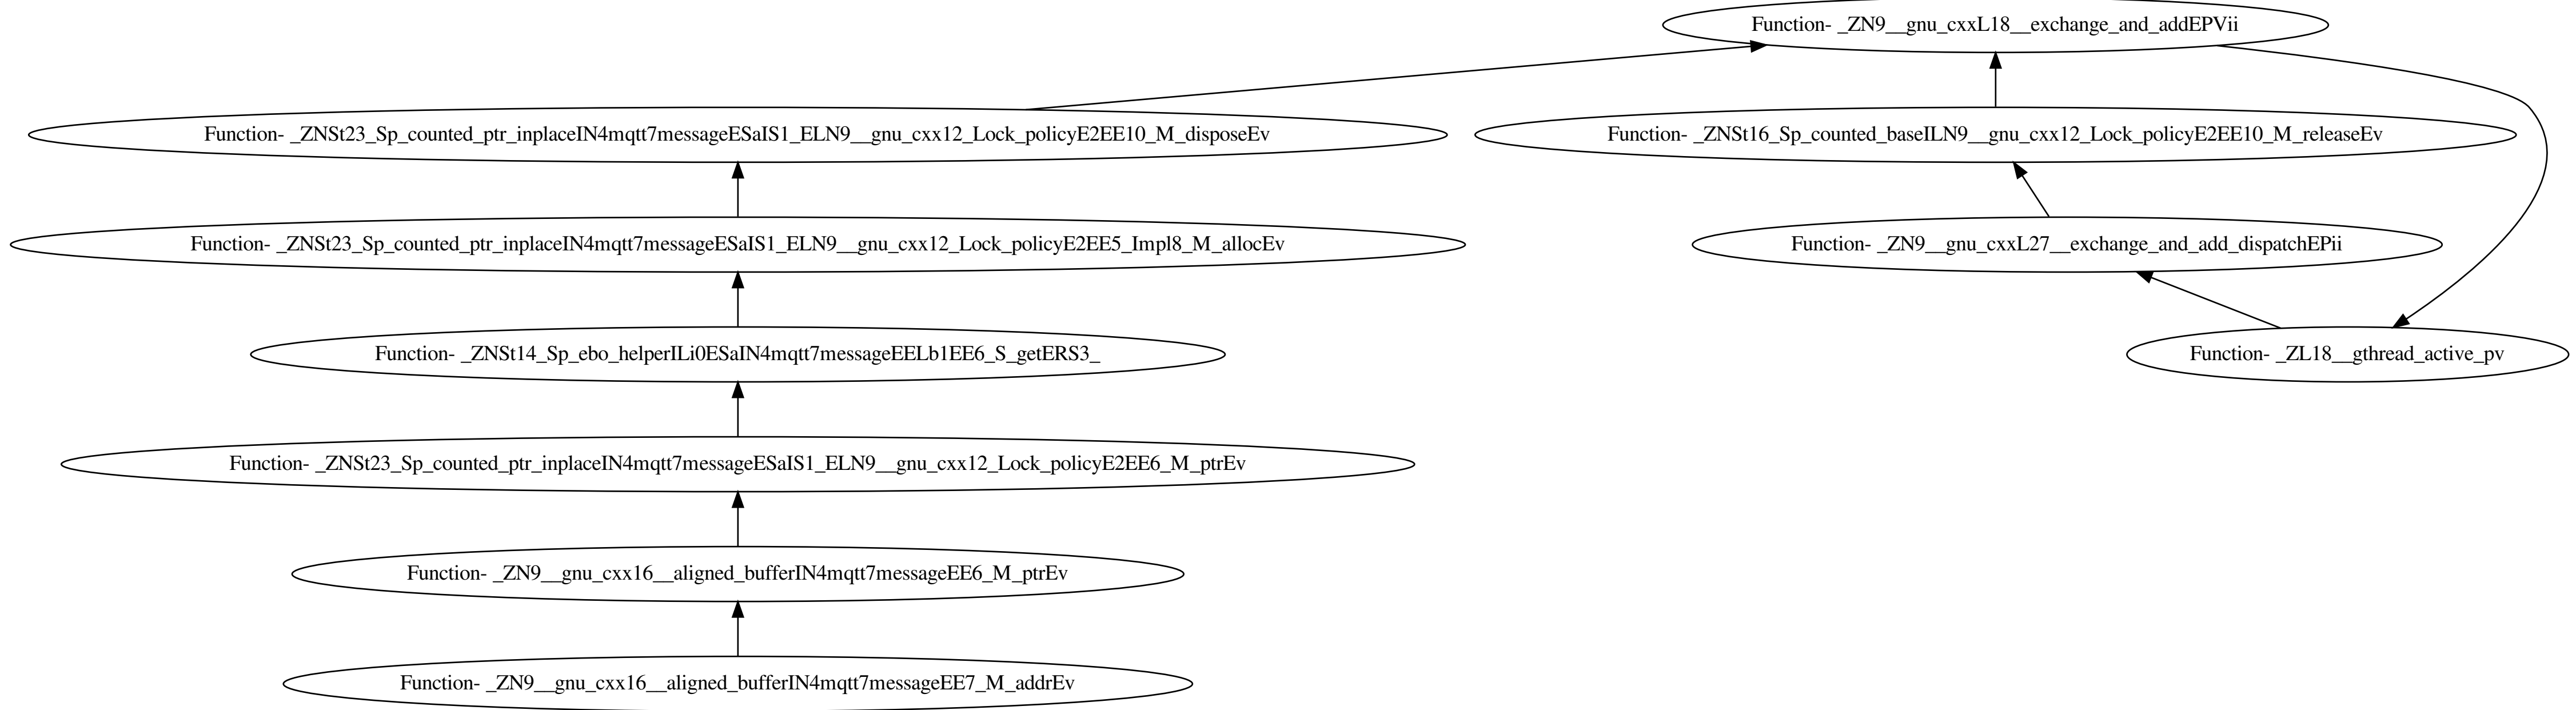 Function- _ZN9__gnu_cxxL18__exchange_and_addEPVii
Function- _ZNSt23_Sp_counted_ptr_inplaceIN4mqtt7messageESaIS1_ELN9__gnu_cxx12_Lock_policyE2EE10_M_disposeEv
Function- _ZNSt16_Sp_counted_baseILN9__gnu_cxx12_Lock_policyE2EE10_M_releaseEv
Function- _ZNSt23_Sp_counted_ptr_inplaceIN4mqtt7messageESaIS1_ELN9__gnu_cxx12_Lock_policyE2EE5_Impl8_M_allocEv
Function- _ZN9__gnu_cxxL27__exchange_and_add_dispatchEPii
Function- _ZNSt14_Sp_ebo_helperILi0ESaIN4mqtt7messageEELb1EE6_S_getERS3_
Function- _ZL18__gthread_active_pv
Function- _ZNSt23_Sp_counted_ptr_inplaceIN4mqtt7messageESaIS1_ELN9__gnu_cxx12_Lock_policyE2EE6_M_ptrEv
Function- _ZN9__gnu_cxx16__aligned_bufferIN4mqtt7messageEE6_M_ptrEv
Function- _ZN9__gnu_cxx16__aligned_bufferIN4mqtt7messageEE7_M_addrEv